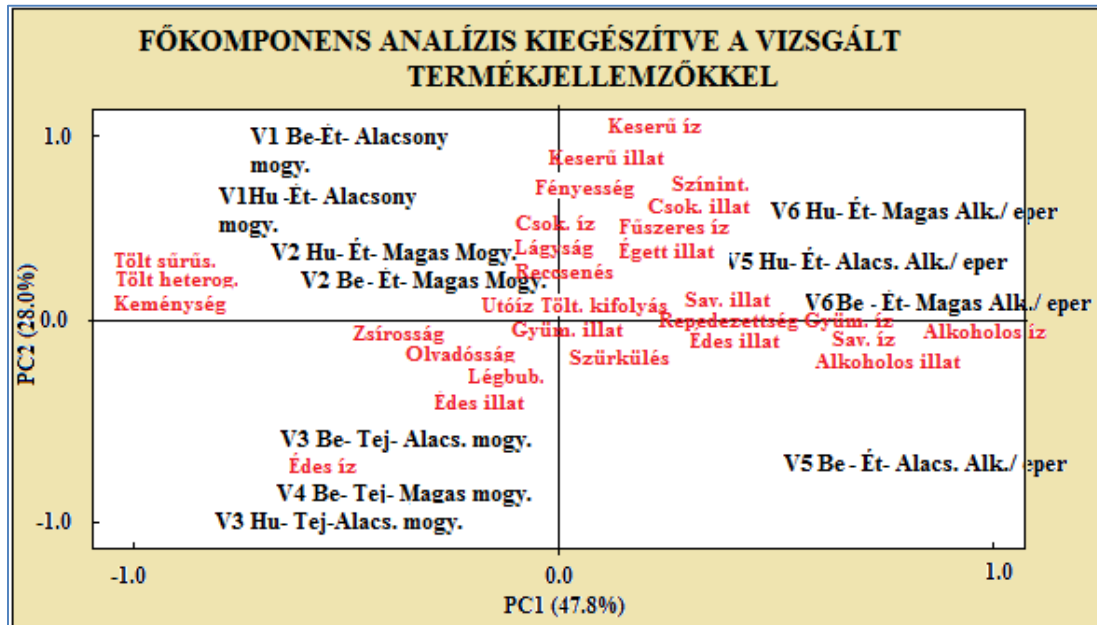 FŐKOMPONENS ANALÍZIS KIEGÉSZÍTVE A VIZSGÁLT
TERMÉKJELLEMZŐKKEL
1.0
V1 Be-Ét- Alacsony
mogy.
Keserű íz
Keserű illat
Fényesség
Színint.
V1Hu -Ét- Alacsony
mogy.
Csok. illat
V6 Hu- Ét- Magas Alk./ eper
Csok. íz
Fűszeres íz
V2 Hu- Ét- Magas Mogy.
Lágyság
Égett illat
V5 Hu- Ét- Alacs. Alk./ eper
Tölt sűrűs.
Tölt heterog.
V2 Be - Ét- Magas Mogy.
Reccsenés
Keménység
Utóíz Tölt. kifolyás
Sav. illat
V6 Be - Ét- Magas Alk./ eper
0.0
Repedezettség Gyüm. íz
Zsírosság
Gyüm. illat
Édes illat
Sav. íz
Alkoholos íz
Olvadósság
Szürkülés
Alkoholos illat
Légbub.
Édes illat
V3 Be- Tej- Alacs. mogy.
Édes íz
V5 Be - Ét- Alacs. Alk./ eper
V4 Be- Tej- Magas mogy.
V3 Hu- Tej-Alacs. mogy.
-1.0
PC2 (28.0%)
-1.0
0.0
1.0
PC1 (47.8%)